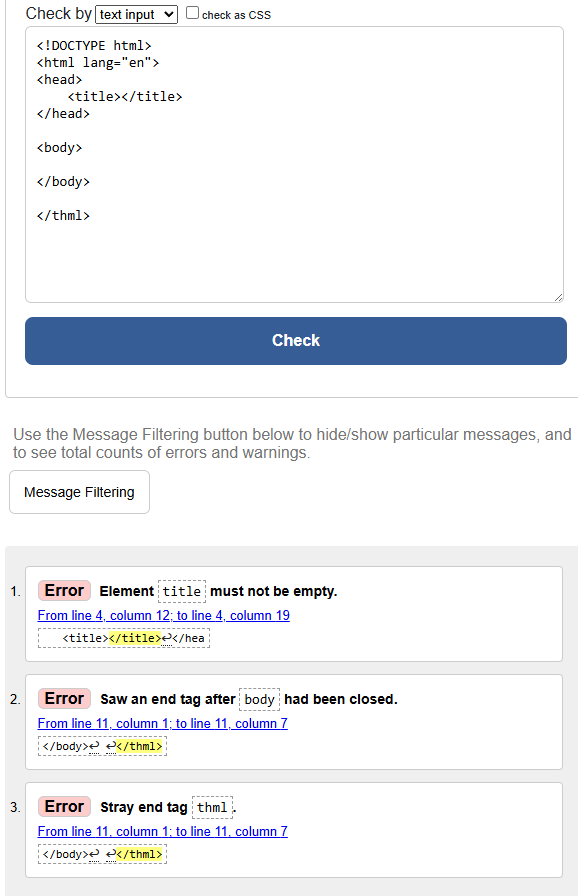 Check by text input check as CSS
<!DOCTYPE html>
<html lang="en">
<head>
    <title></title>
</head>
<body>
</body>
</thml>
Check
Use the Message Filtering button below to hide/show particular messages, and
to see total counts of errors and warnings.
Message Filtering
1. Error Element title must not be empty.
From line 4, column 12; to line 4, column 19
<title></title>↩</hea
2. Error Saw an end tag after body had been closed.
From line 11, column 1; to line 11, column 7
</body>↩ ↩</thml>
3. Error Stray end tag thml.
From line 11, column 1; to line 11, column 7
</body>↩ ↩</thml>